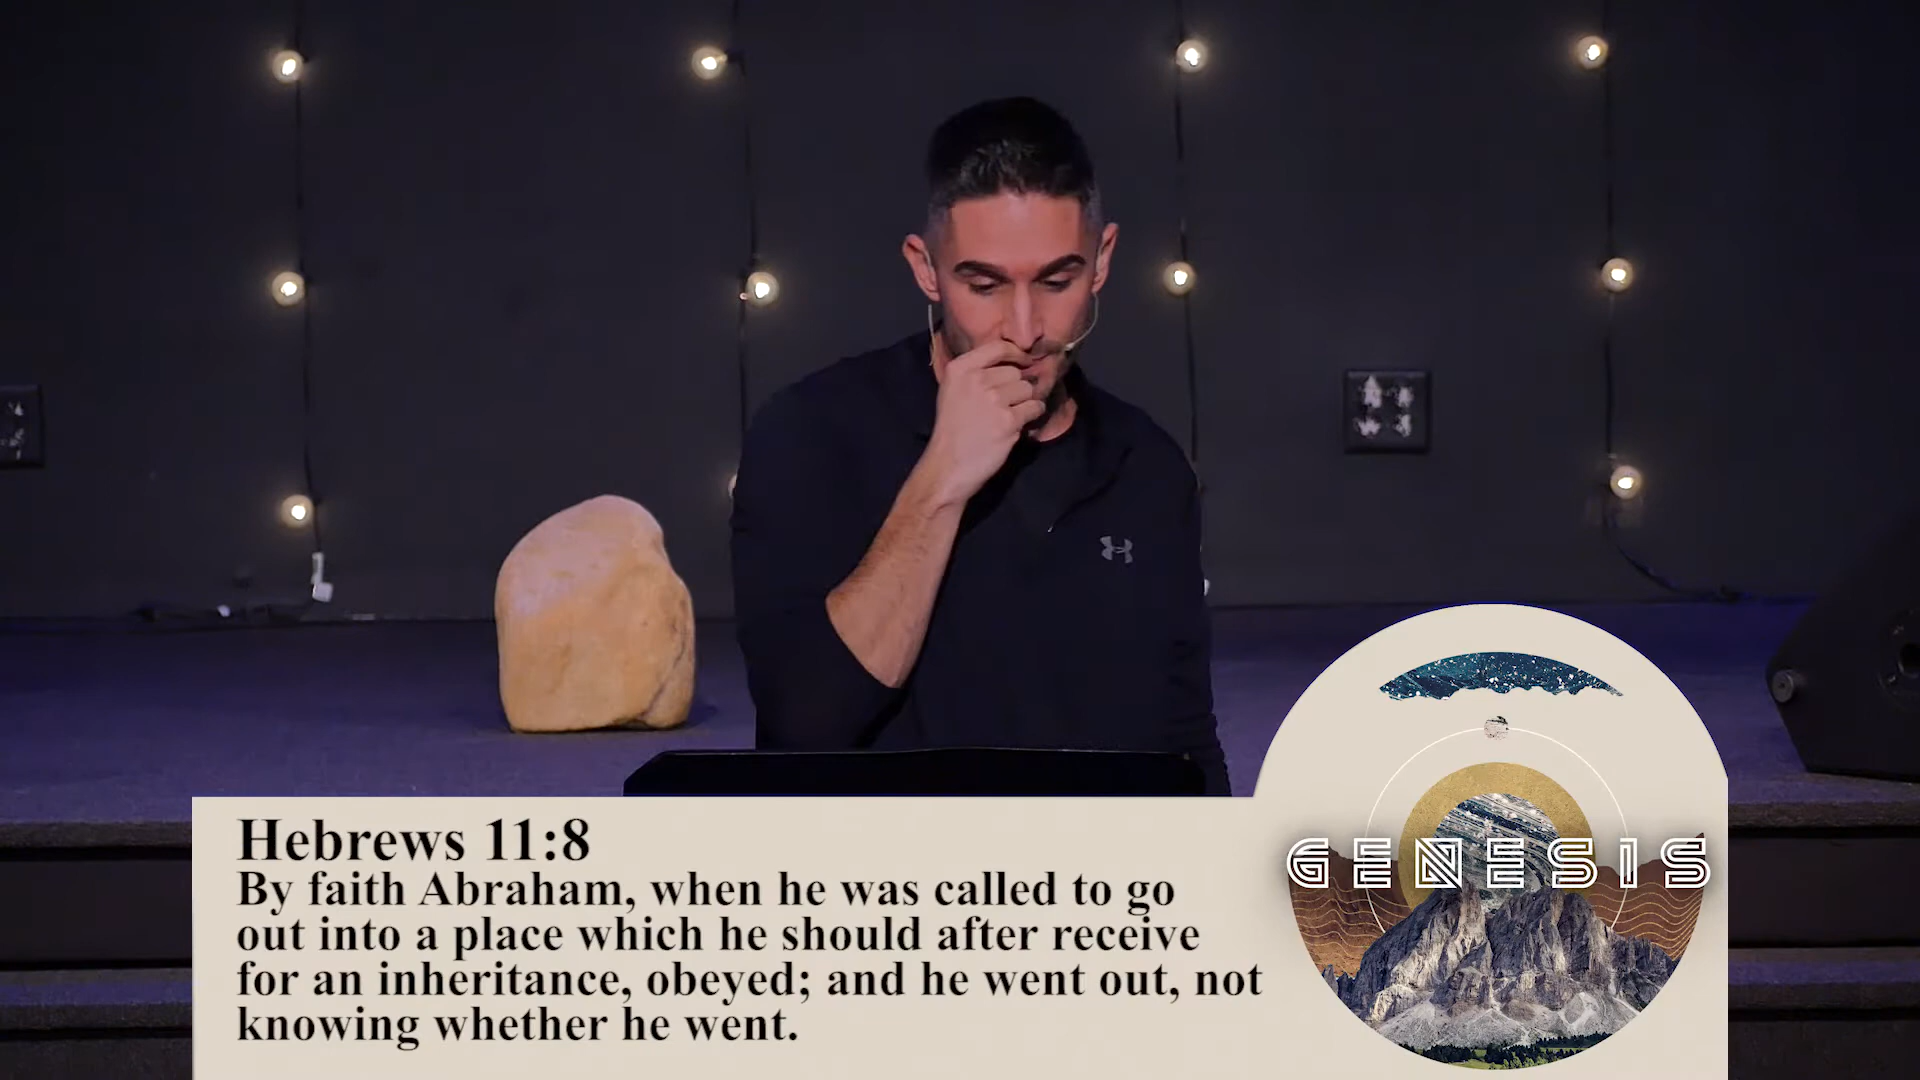 Hebrews 11:8
By faith Abraham, when he was called to go
out into a place which he should after receive
for an inheritance, obeyed; and he went out, not
knowing whether he went.
GENESIS